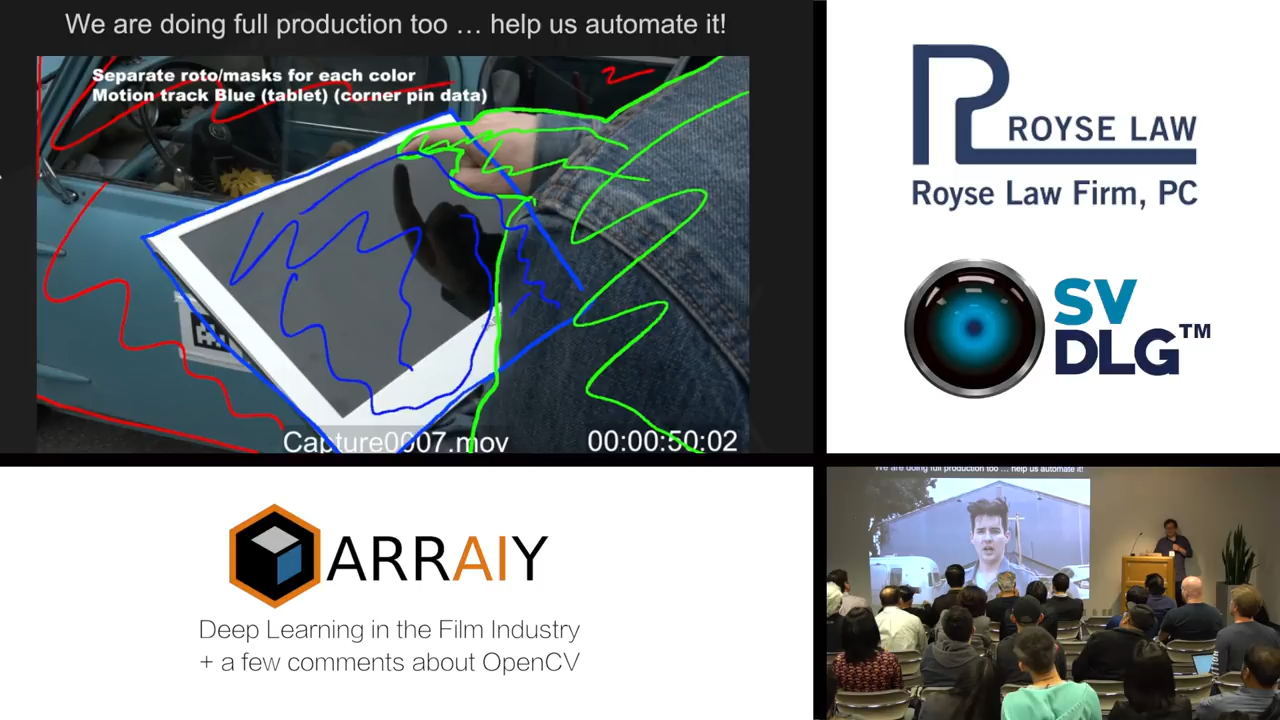 We are doing full production too … help us automate it!
Separate roto/masks for each color
Motion track Blue (tablet) (corner pin data)
2
Capture0007.mov
00:00:50:02
ROYSE LAW
Royse Law Firm, PC
SV
DLG™
ARRAIY
Deep Learning in the Film Industry
+ a few comments about OpenCV
We are doing full production too ... help us automate it!